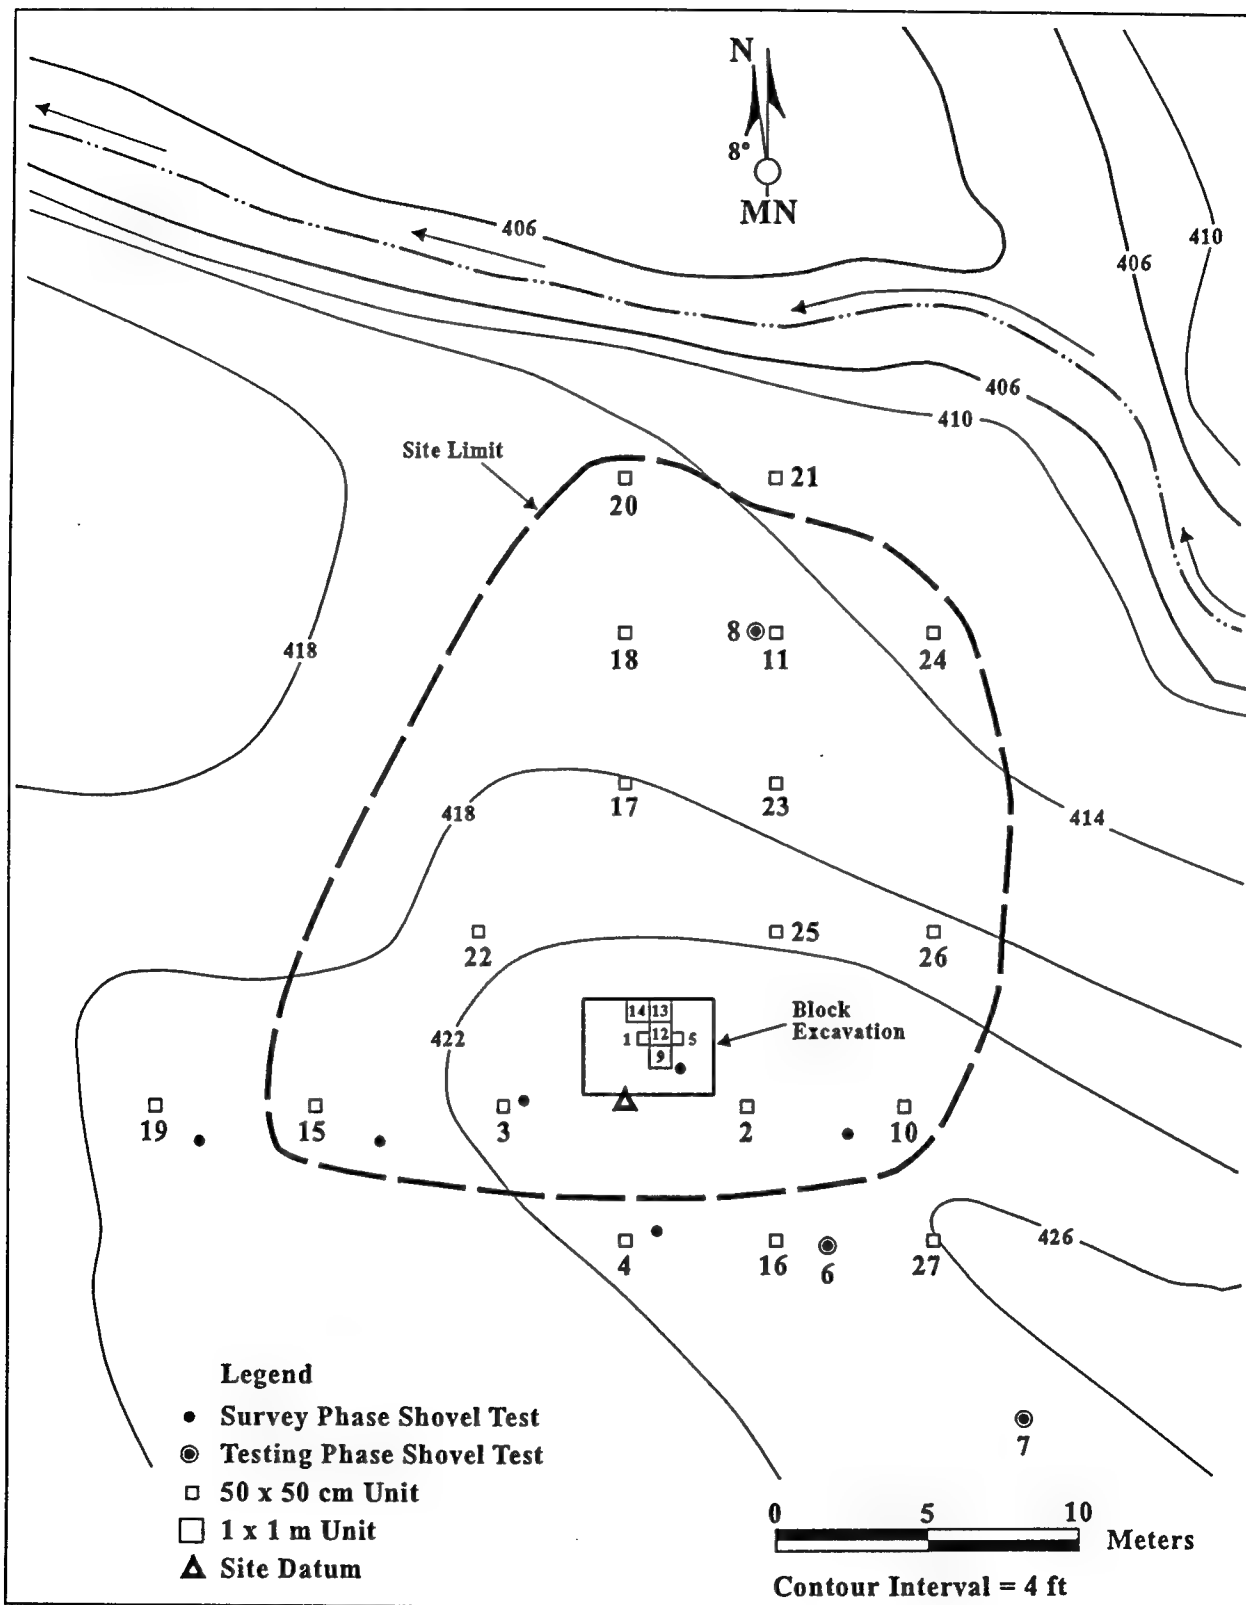 N
8°
MN
406
410
406
406
410
Site Limit
21
20
8
18
11
24
418
17
23
418
414
22
25
26
14 13
Block
Excavation
1 12 5
422
9
19
15
3
2
10
426
4
16
6
27
Legend
Survey Phase Shovel Test
Testing Phase Shovel Test
7
50 x 50 cm Unit
1 x 1 m Unit
Site Datum
0 5 10
Meters
Contour Interval = 4 ft